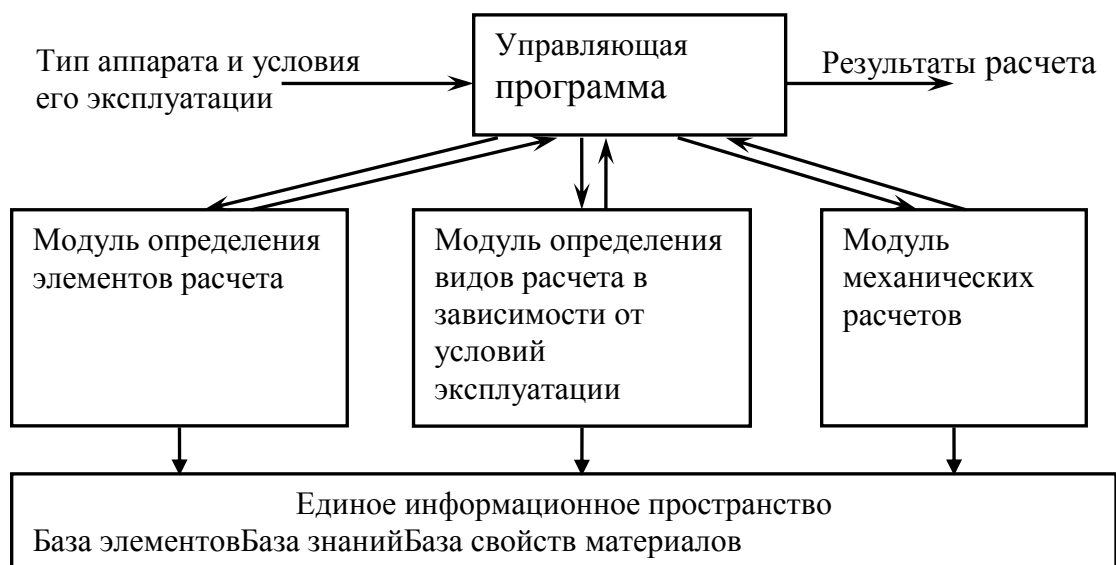 Тип аппарата и условия
его эксплуатации
Управляющая
программа
Результаты расчета
Модуль определения
элементов расчета
Модуль определения
видов расчета в
зависимости от
условий
эксплуатации
Модуль
механических
расчетов
Единое информационное пространство
База элементовБаза знанийБаза свойств материалов